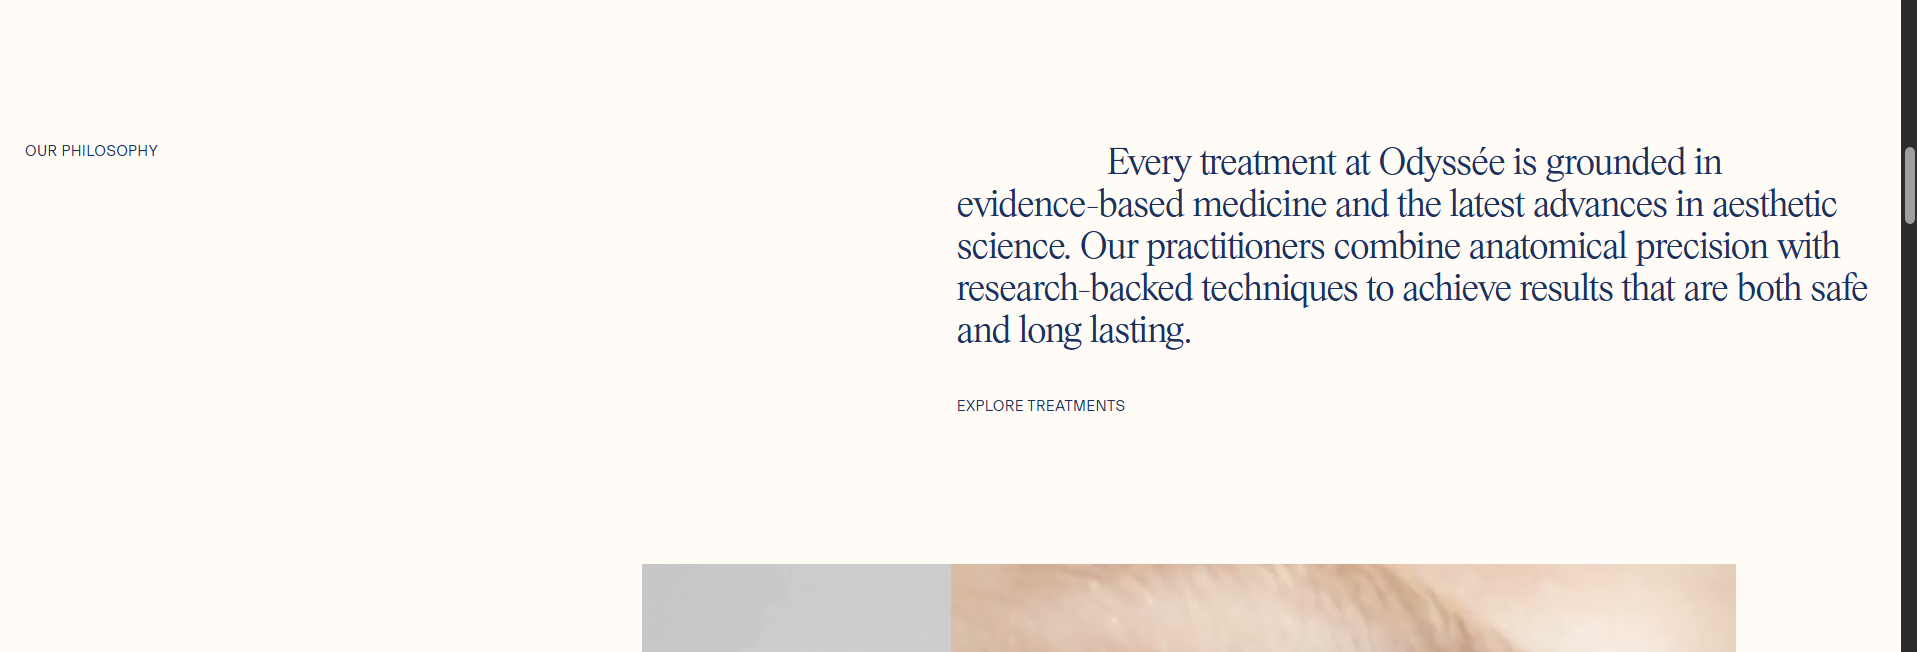 OUR PHILOSOPHY
Every treatment at Odyssée is grounded in
evidence-based medicine and the latest advances in aesthetic
science. Our practitioners combine anatomical precision with
research-backed techniques to achieve results that are both safe
and long lasting.
EXPLORE TREATMENTS